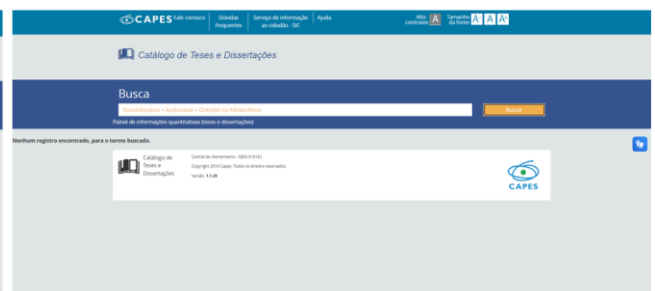 CAPES
Fale conosco
Dúvidas frequentes
Serviço de informação ao cidadão - SIC
Ajuda
Alto contraste A
Tamanho da fonte A A A
Catálogo de Teses e Dissertações
Busca
Socioeducativo + Audiovisual + Gravidez na Adolescência
Buscar
Painel de informações quantitativas (teses e dissertações)
Nenhum registro encontrado, para o termo buscado.
Catálogo de
Teses e
Dissertações
Central de Atendimento - 0800 616161
Copyright 2016 Capes. Todos os direitos reservados.
Versão: 1.1.20
CAPES